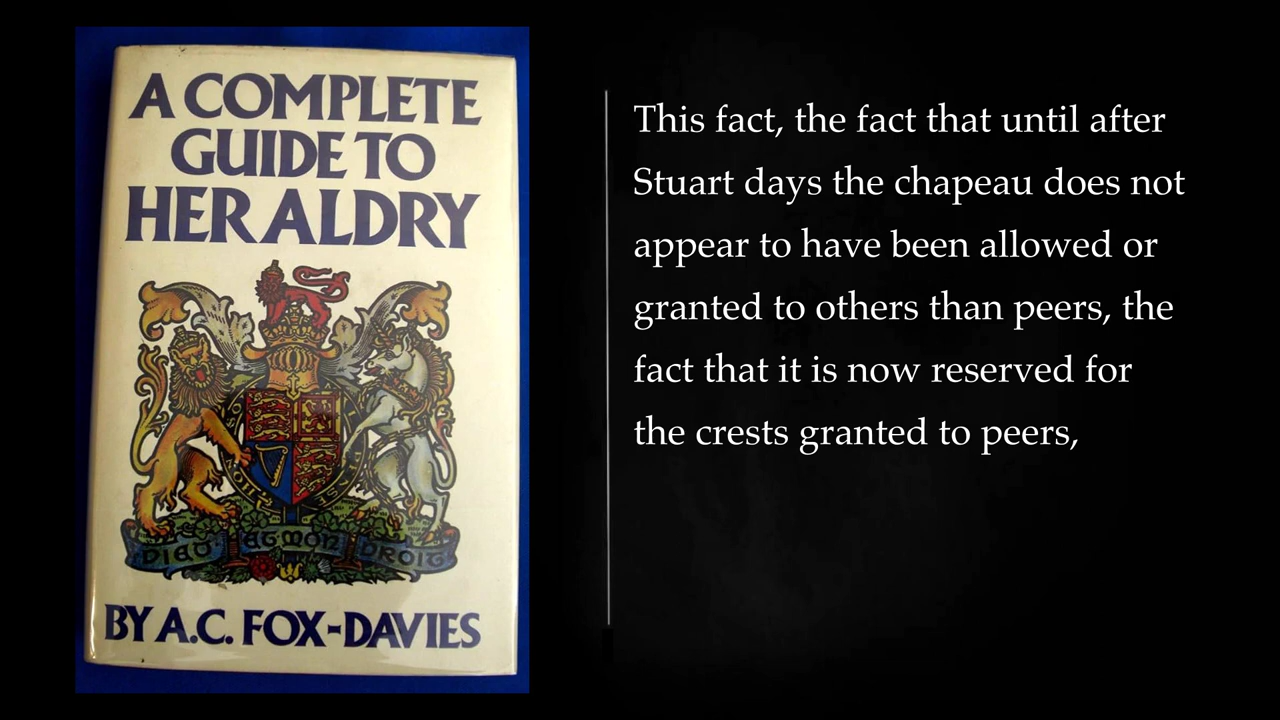 A COMPLETE
GUIDE TO
HERALDRY
DIEU ET MON DROIT
BY A.C. FOX-DAVIES
This fact, the fact that until after
Stuart days the chapeau does not
appear to have been allowed or
granted to others than peers, the
fact that it is now reserved for
the crests granted to peers,